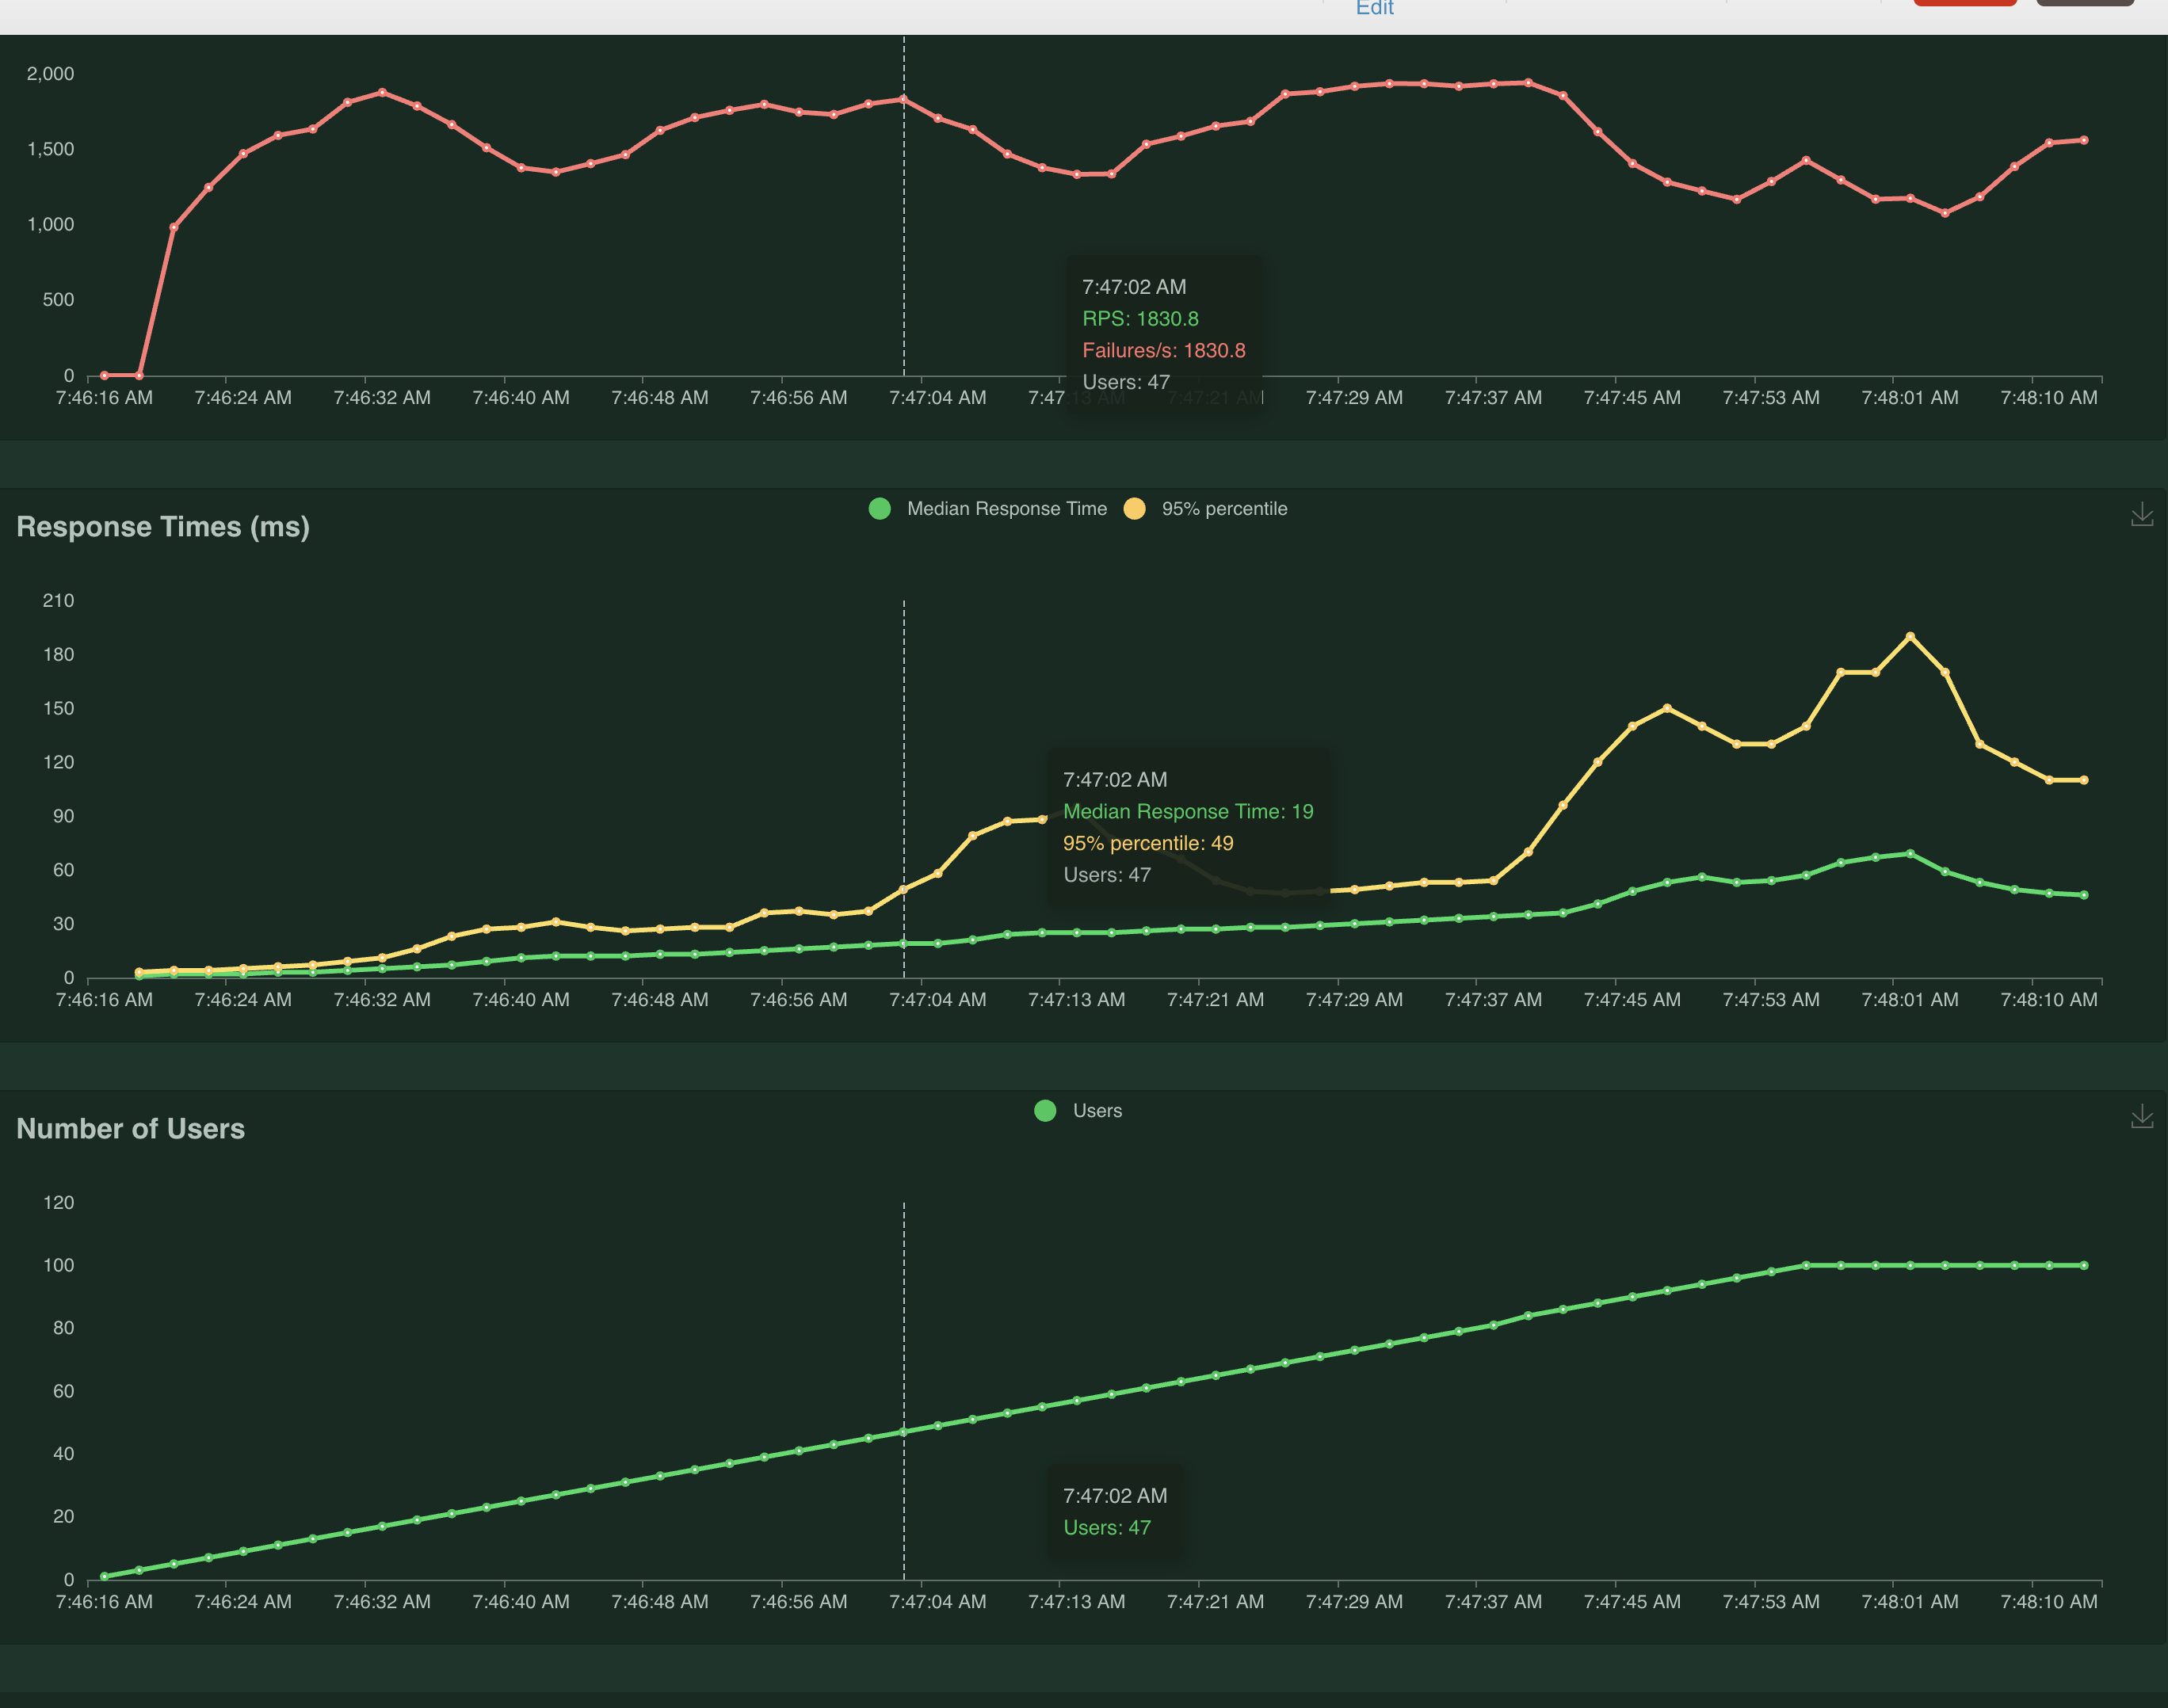 Edit
2,000
1,500
1,000
500
0
7:47:02 AM
RPS: 1830.8
Failures/s: 1830.8
Users: 47
7:46:16 AM 7:46:24 AM 7:46:32 AM 7:46:40 AM 7:46:48 AM 7:46:56 AM 7:47:04 AM 7:47:13 AM 7:47:21 AM 7:47:29 AM 7:47:37 AM 7:47:45 AM 7:47:53 AM 7:48:01 AM 7:48:10 AM
Median Response Time 95% percentile
Response Times (ms)
210
180
150
120
90
60
30
0
7:47:02 AM
Median Response Time: 19
95% percentile: 49
Users: 47
7:46:16 AM 7:46:24 AM 7:46:32 AM 7:46:40 AM 7:46:48 AM 7:46:56 AM 7:47:04 AM 7:47:13 AM 7:47:21 AM 7:47:29 AM 7:47:37 AM 7:47:45 AM 7:47:53 AM 7:48:01 AM 7:48:10 AM
Users
Number of Users
120
100
80
60
40
20
0
7:47:02 AM
Users: 47
7:46:16 AM 7:46:24 AM 7:46:32 AM 7:46:40 AM 7:46:48 AM 7:46:56 AM 7:47:04 AM 7:47:13 AM 7:47:21 AM 7:47:29 AM 7:47:37 AM 7:47:45 AM 7:47:53 AM 7:48:01 AM 7:48:10 AM